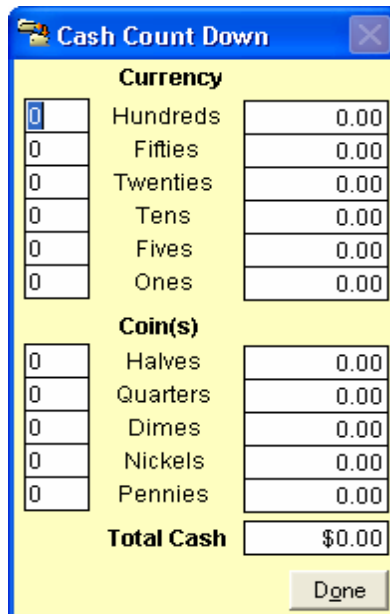 Cash Count Down
Currency
0 Hundreds 0.00
0 Fifties 0.00
0 Twenties 0.00
0 Tens 0.00
0 Fives 0.00
0 Ones 0.00
Coin(s)
0 Halves 0.00
0 Quarters 0.00
0 Dimes 0.00
0 Nickels 0.00
0 Pennies 0.00
Total Cash $0.00
Done